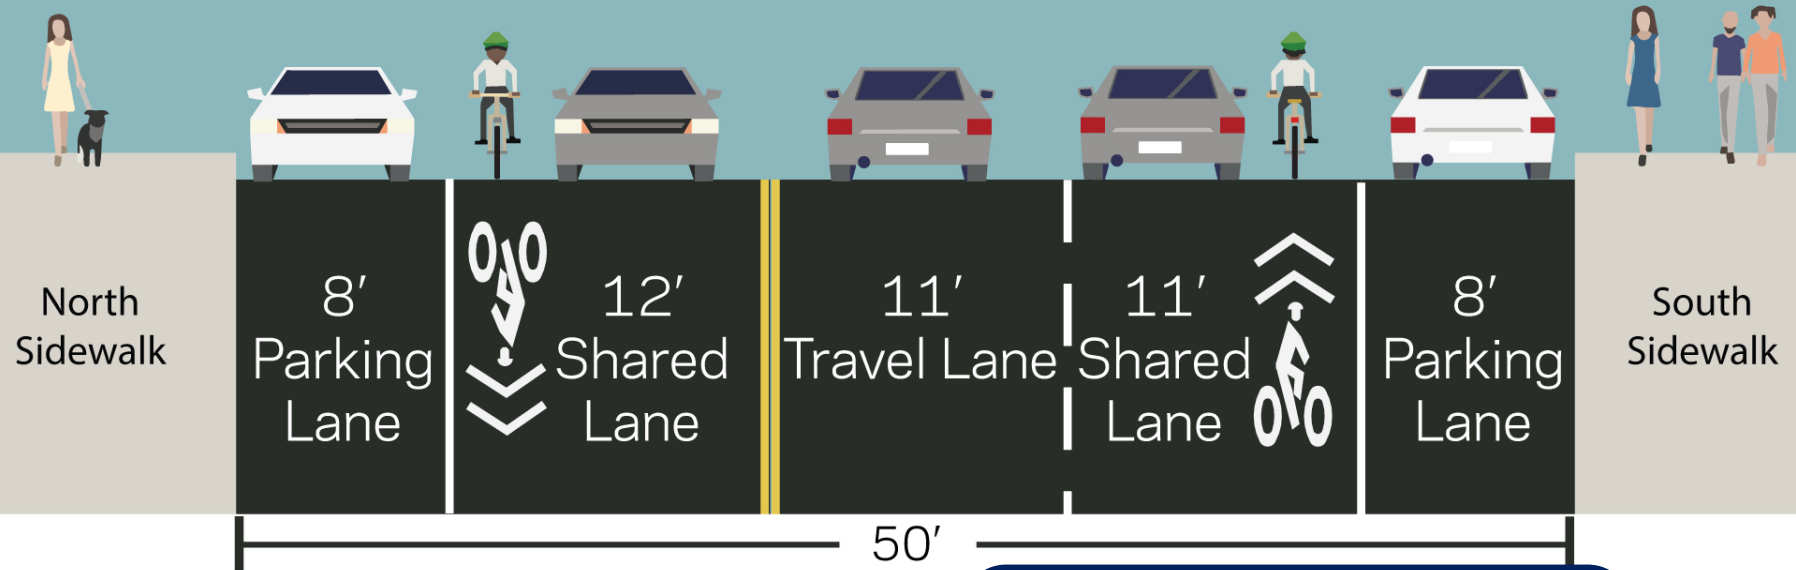 North
Sidewalk
8′
Parking
Lane
12′
Shared
Lane
11′
Travel Lane
11′
Shared
Lane
8′
Parking
Lane
South
Sidewalk
50′